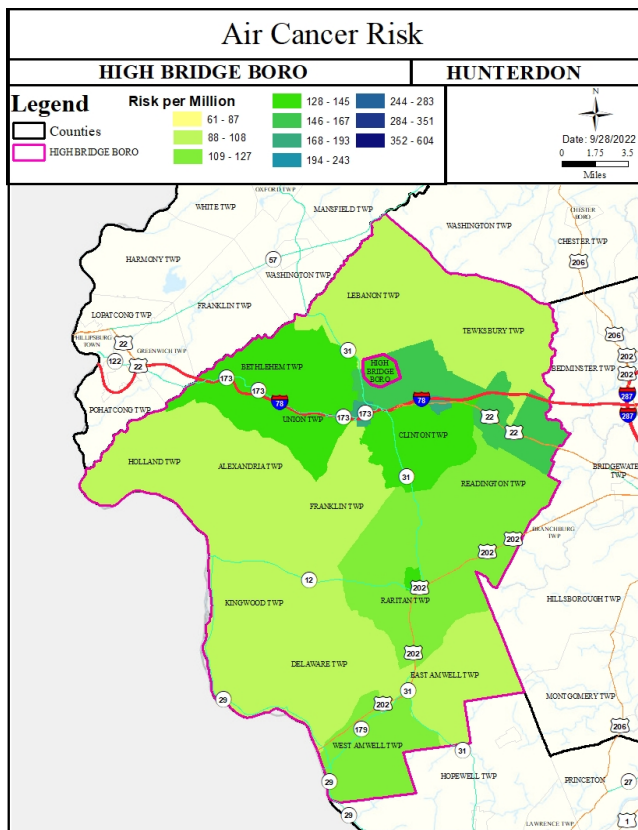 Air Cancer Risk
HIGH BRIDGE BORO
HUNTERDON
Legend
Counties
HIGH BRIDGE BORO
Risk per Million
61 - 87
88 - 108
109 - 127
128 - 145
146 - 167
168 - 193
194 - 243
244 - 283
284 - 351
352 - 604
N
Date: 9/28/2022
0 1.75 3.5
Miles
OXFORD TWP
WHITE TWP
MANSFIELD TWP
WASHINGTON TWP
CHESTER
BORO
CHESTER TWP
206
HARMONY TWP
57
WASHINGTON TWP
LEBANON TWP
FRANKLIN TWP
LOPATCONG TWP
TEWKSBURY TWP
206
PHILLIPSBURG
TOWN
22
GREENWICH TWP
122
22
31
202
202
BETHLEHEM TWP
HIGH
BRIDGE
BORO
BEDMINSTER TWP
173
173
78
287
287
POHATCONG TWP
78
173
173
UNION TWP
22
22
CLINTON TWP
BRIDGEWATER
TWP
HOLLAND TWP
ALEXANDRIA TWP
31
READINGTON TWP
FRANKLIN TWP
BRANCHBURG
TWP
202
202
12
202
KINGWOOD TWP
RARITAN TWP
HILLSBOROUGH TWP
202
DELAWARE TWP
EAST AMWELL TWP
31
202
MONTGOMERY TWP
29
179
206
WEST AMWELL TWP
31
HOPEWELL TWP
29
PRINCETON
27
29
LAWRENCE TWP
1